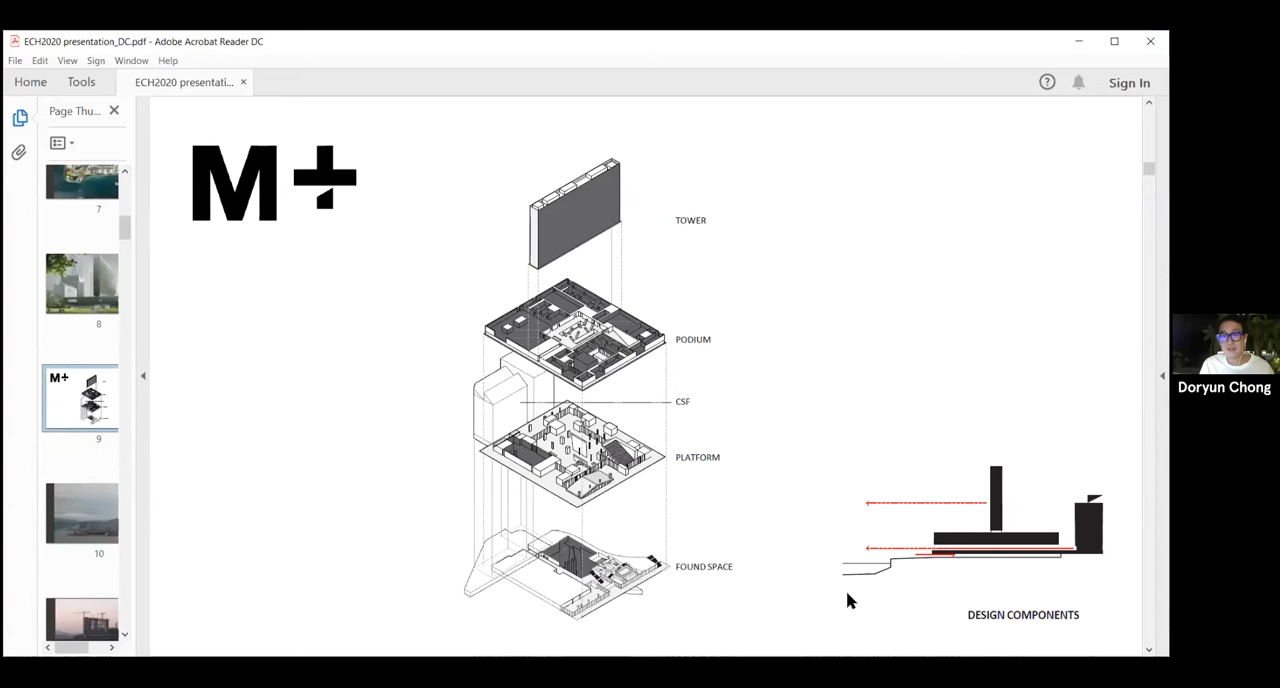 ECH2020 presentation_DC.pdf - Adobe Acrobat Reader DC
File Edit View Sign Window Help
Home Tools ECH2020 presentati... × Sign In
Page Thu...
7
8
M+
9
10
M+
TOWER
PODIUM
CSF
PLATFORM
FOUND SPACE
DESIGN COMPONENTS
Doryun Chong